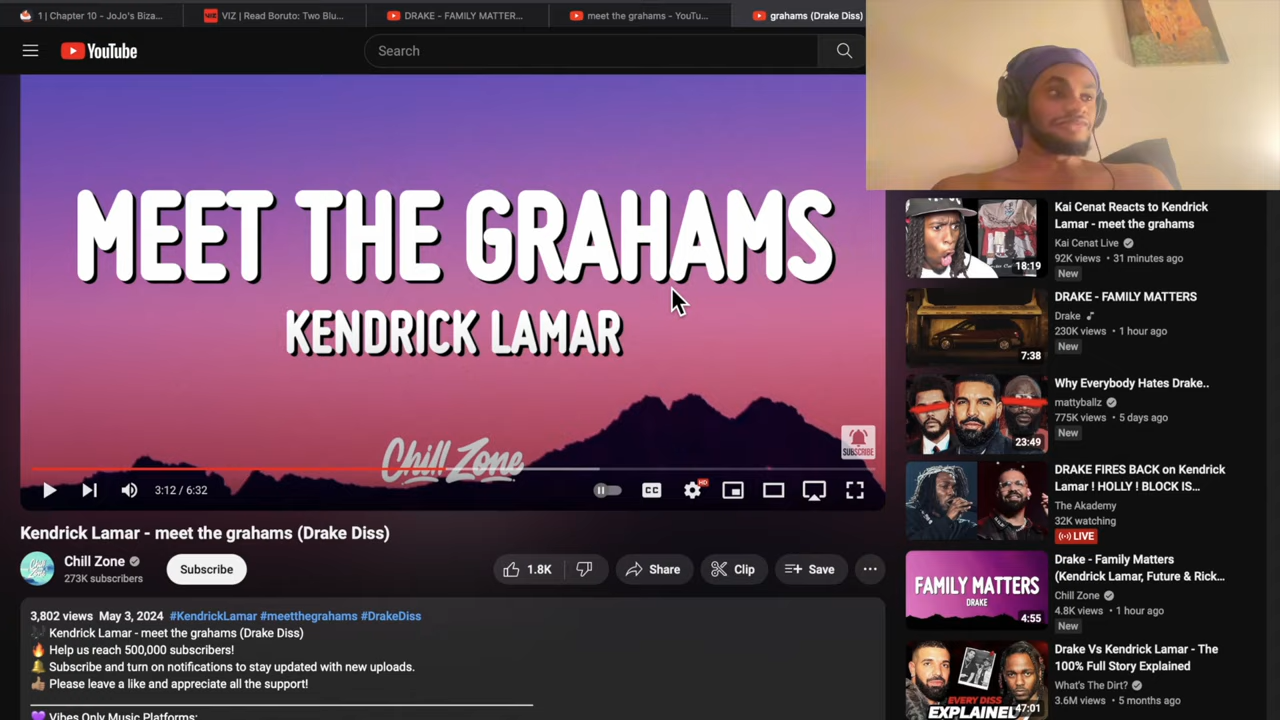 1 | Chapter 10 - JoJo's Biza...
VIZ | Read Boruto: Two Blu...
DRAKE - FAMILY MATTER...
meet the grahams - YouTu...
grahams (Drake Diss)
YouTube
Search
MEET THE GRAHAMS
KENDRICK LAMAR
Chill Zone
SUBSCRIBE
3:12 / 6:32
CC
HD
Kendrick Lamar - meet the grahams (Drake Diss)
Chill Zone
273K subscribers
Subscribe
1.8K
Share
Clip
Save
3,802 views May 3, 2024 #KendrickLamar #meetthegrahams #DrakeDiss
Kendrick Lamar - meet the grahams (Drake Diss)
🔥 Help us reach 500,000 subscribers!
🔔 Subscribe and turn on notifications to stay updated with new uploads.
👍🏽 Please leave a like and appreciate all the support!
💜 Vibes Only Music Platforms:
18:19
Kai Cenat Reacts to Kendrick
Lamar - meet the grahams
Kai Cenat Live
92K views • 31 minutes ago
New
7:38
DRAKE - FAMILY MATTERS
Drake
230K views • 1 hour ago
New
23:49
Why Everybody Hates Drake..
mattyballz
775K views • 5 days ago
New
DRAKE FIRES BACK on Kendrick
Lamar ! HOLLY ! BLOCK IS...
The Akademy
32K watching
LIVE
FAMILY MATTERS
DRAKE
4:55
Drake - Family Matters
(Kendrick Lamar, Future & Rick...
Chill Zone
4.8K views • 1 hour ago
New
EVERY DISS
EXPLAINED
47:01
Drake Vs Kendrick Lamar - The
100% Full Story Explained
What's The Dirt?
3.6M views • 5 months ago